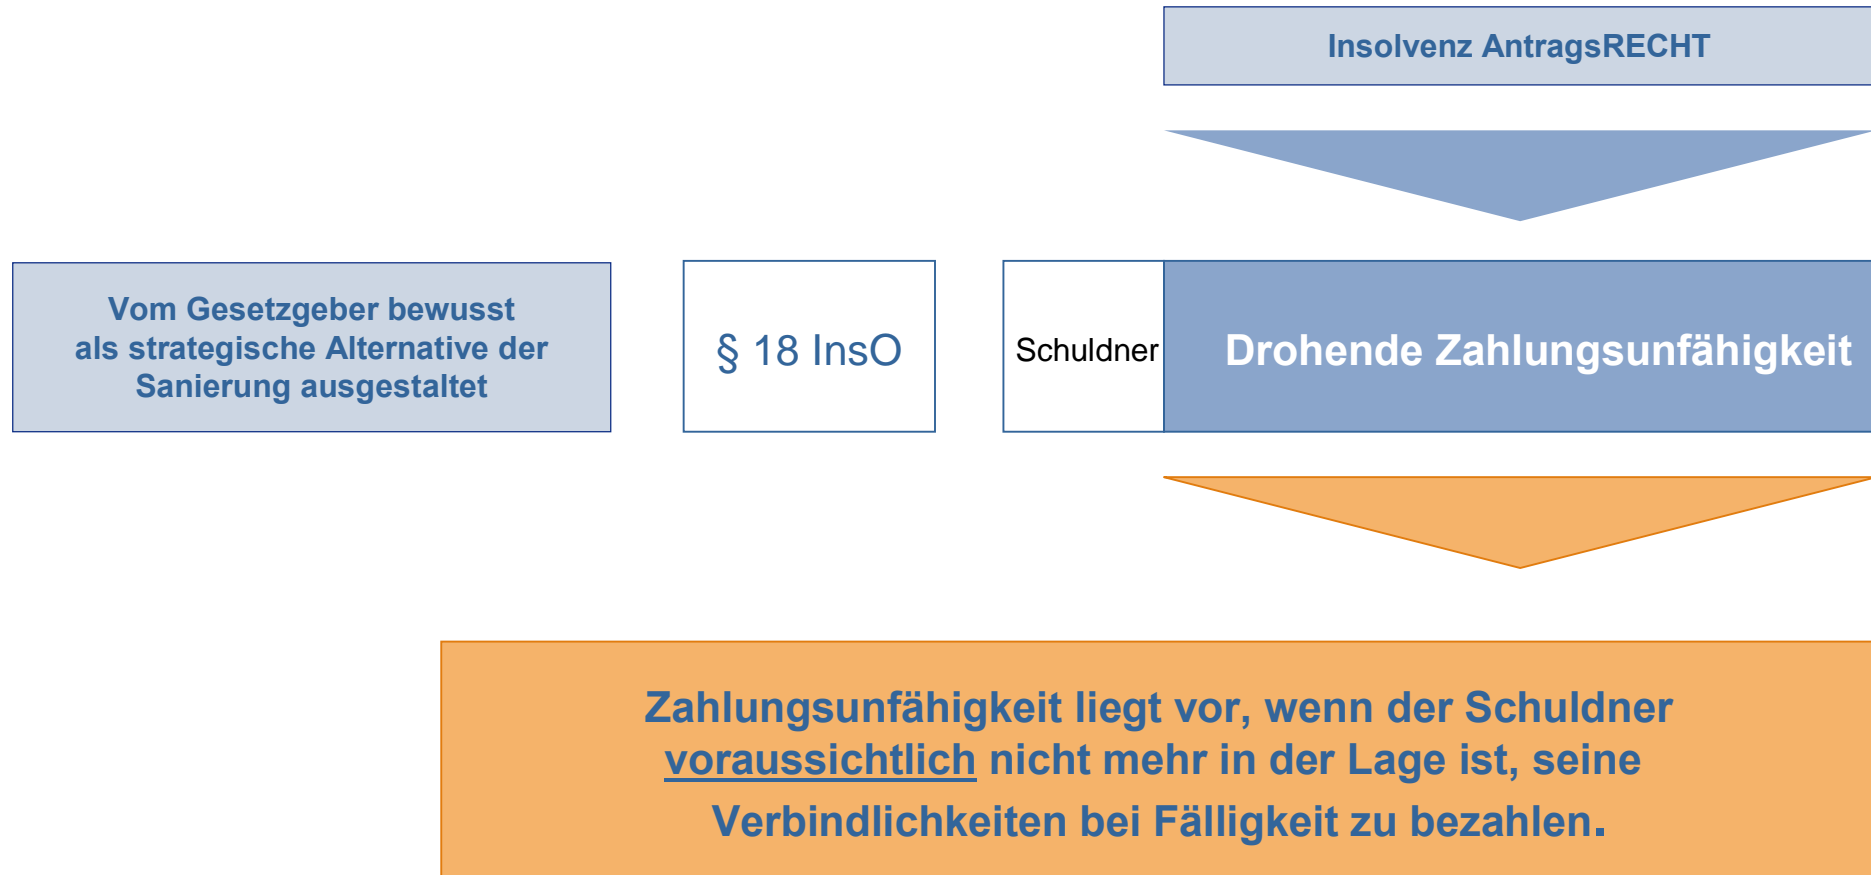 Insolvenz AntragsRECHT
Vom Gesetzgeber bewusst
als strategische Alternative der
Sanierung ausgestaltet
§ 18 InsO
Schuldner
Drohende Zahlungsunfähigkeit
Zahlungsunfähigkeit liegt vor, wenn der Schuldner
voraussichtlich nicht mehr in der Lage ist, seine
Verbindlichkeiten bei Fälligkeit zu bezahlen.